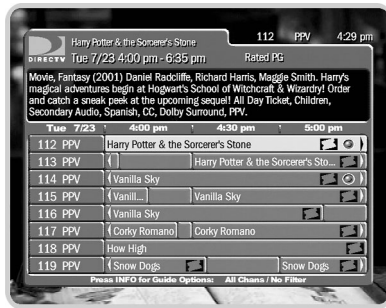 Harry Potter & the Sorcerer's Stone 112 PPV 4:29 pm
DIRECTV Tue 7/23 4:00 pm - 6:35 pm Rated PG
Movie, Fantasy (2001) Daniel Radcliffe, Richard Harris, Maggie Smith. Harry's
magical adventures begin at Hogwart's School of Witchcraft & Wizardry! Order
and catch a sneak peek at the upcoming sequel! All Day Ticket, Children,
Secondary Audio, Spanish, CC, Dolby Surround, PPV.
Tue 7/23 4:00 pm 4:30 pm 5:00 pm
112 PPV Harry Potter & the Sorcerer's Stone
113 PPV Harry Potter & the Sorcerer's Sto...
114 PPV Vanilla Sky
115 PPV Vanill... Vanilla Sky
116 PPV Vanilla Sky
117 PPV Corky Romano Corky Romano
118 PPV How High
119 PPV Snow Dogs Snow Dogs
Press INFO for Guide Options: All Chans / No Filter